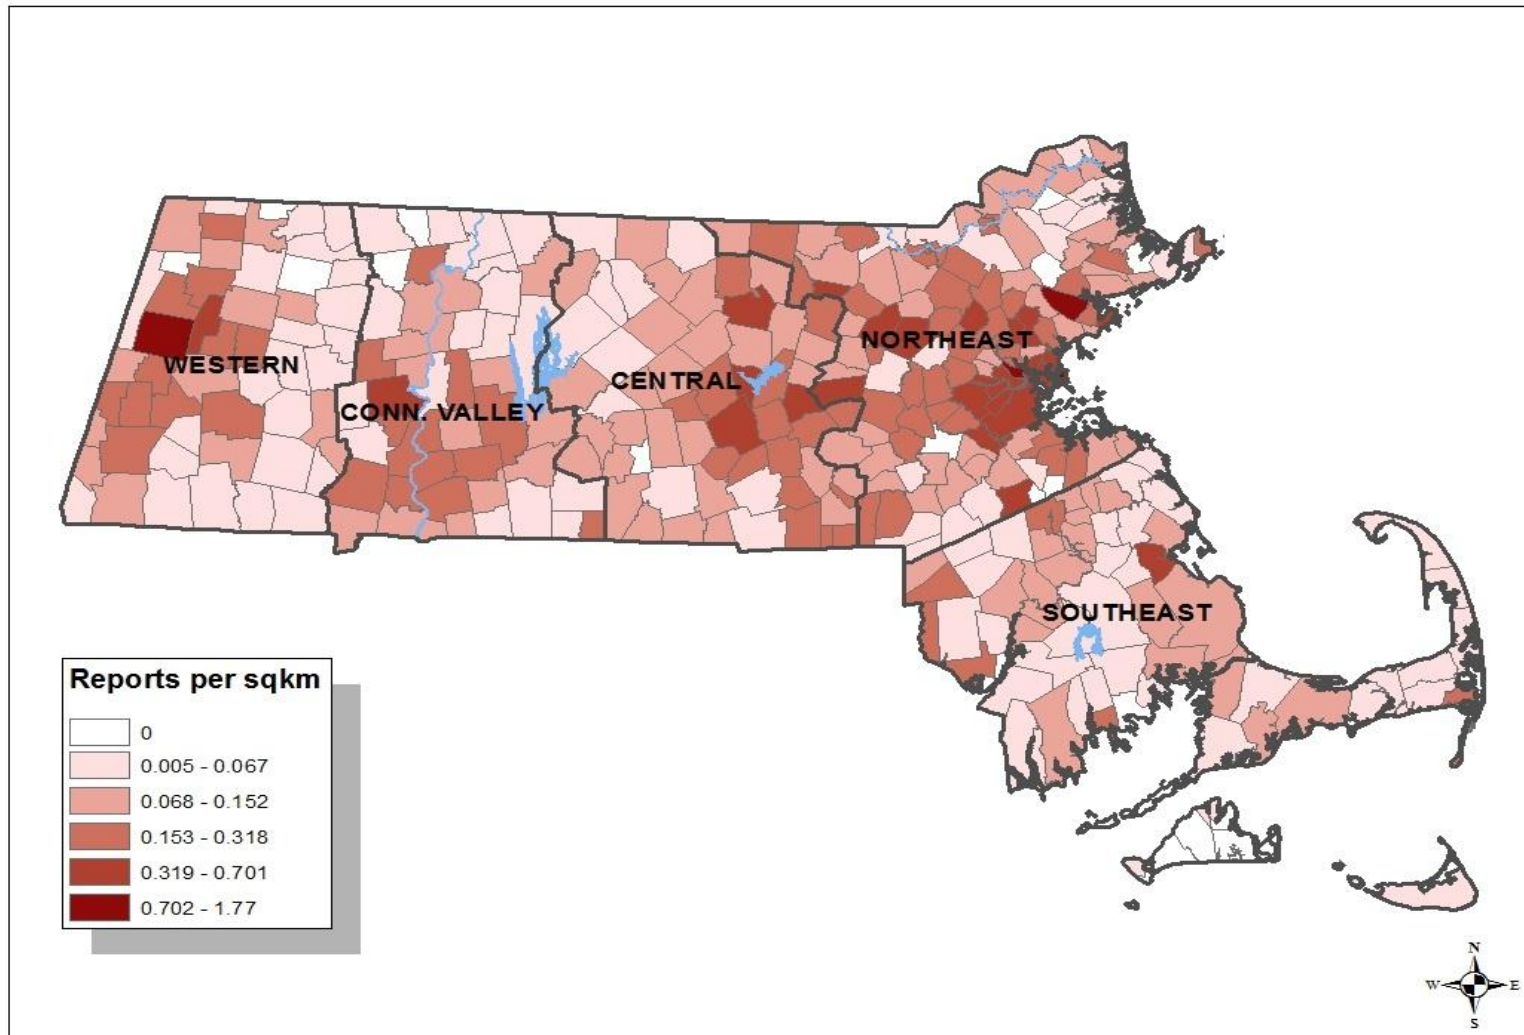 NORTHEAST
WESTERN
CENTRAL
CONN. VALLEY
SOUTHEAST
Reports per sqkm
0
0.005 - 0.067
0.068 - 0.152
0.153 - 0.318
0.319 - 0.701
0.702 - 1.77
N
W E
S